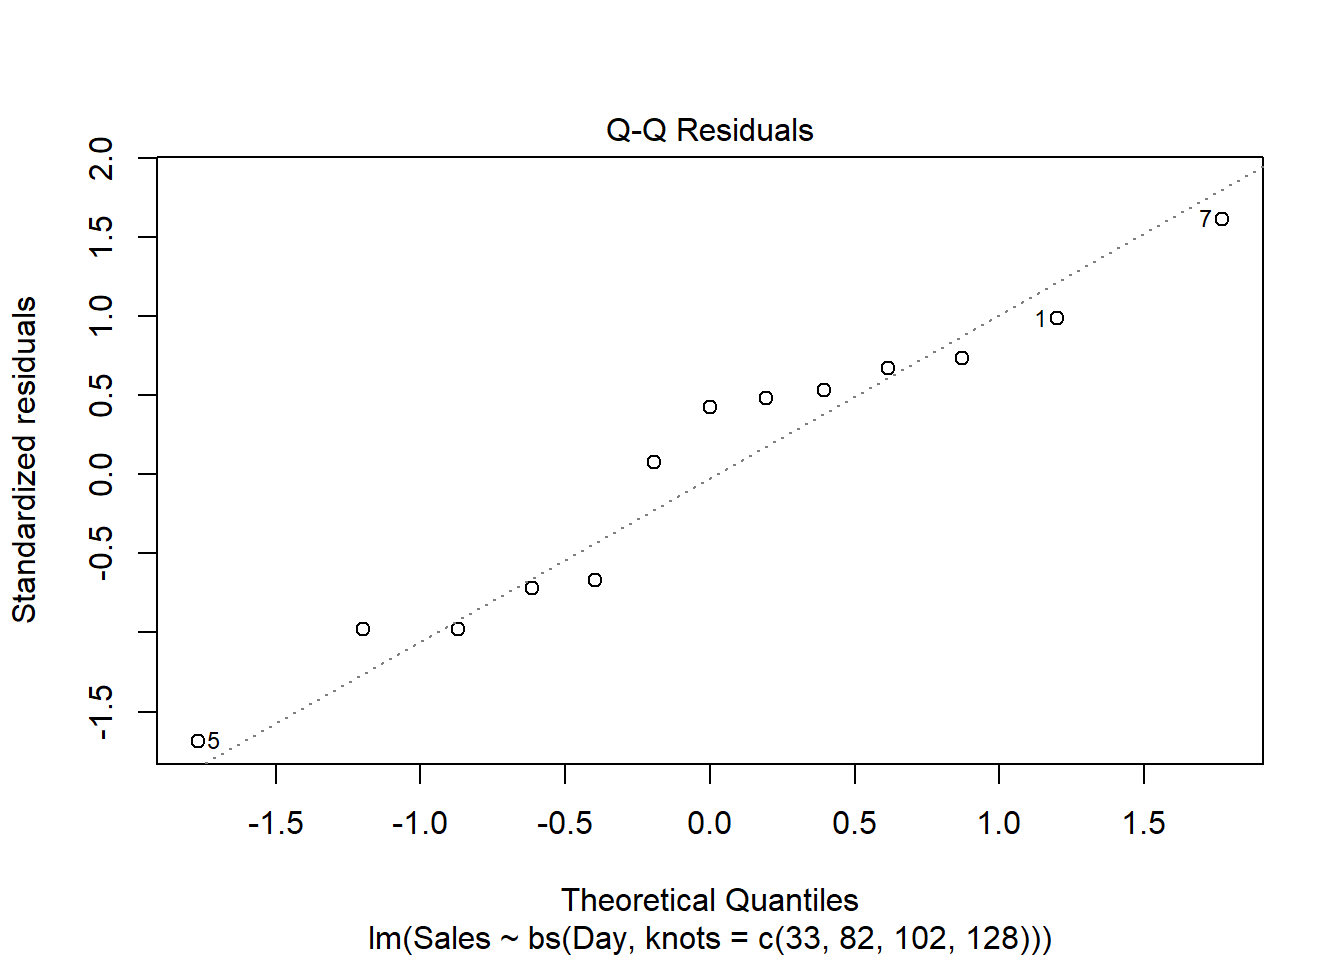 Q-Q Residuals
Standardized residuals
2.0
1.5
1.0
0.5
0.0
-0.5
-1.5
7
1
5
-1.5 -1.0 -0.5 0.0 0.5 1.0 1.5
Theoretical Quantiles
lm(Sales ~ bs(Day, knots = c(33, 82, 102, 128)))